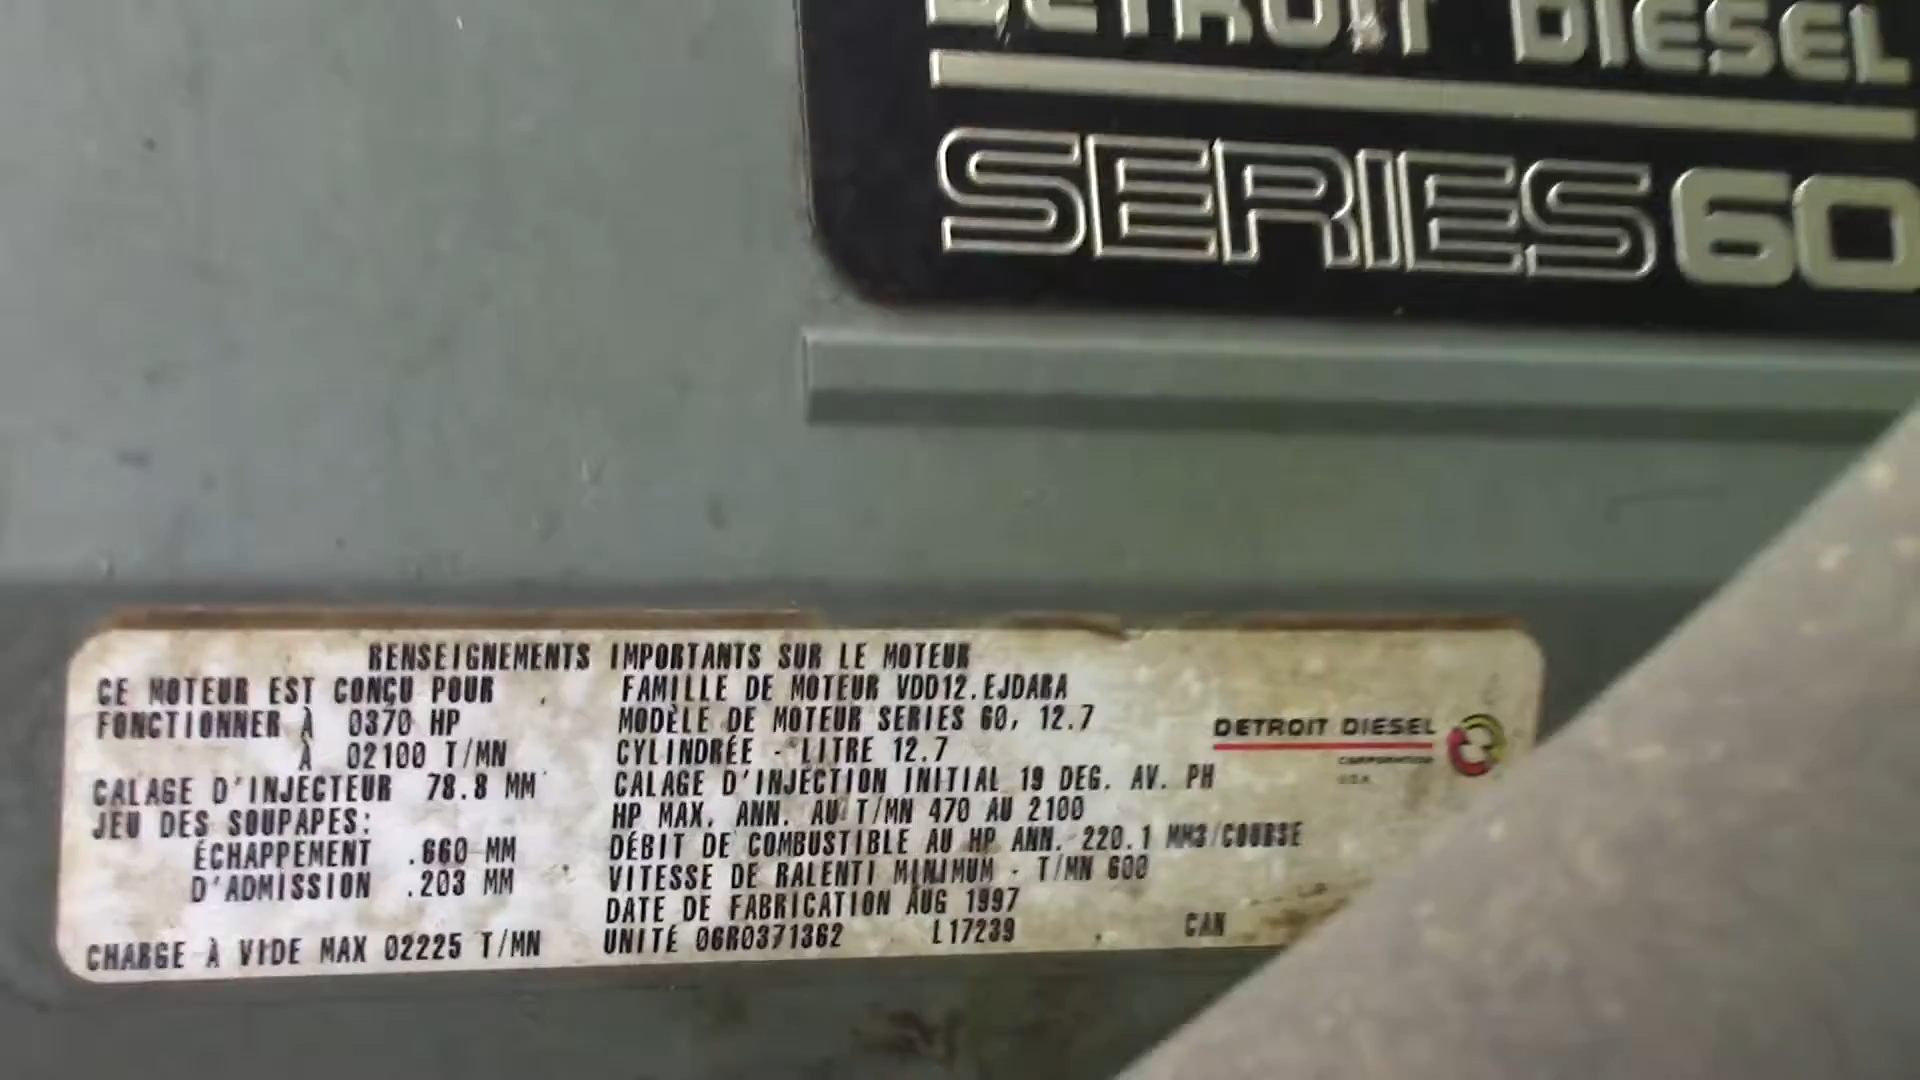 DETROIT DIESEL
SERIES 60
RENSEIGNEMENTS IMPORTANTS SUR LE MOTEUR
CE MOTEUR EST CONÇU POUR
FONCTIONNER À 0370 HP
À 02100 T/MN
CALAGE D'INJECTEUR 78.8 MM
JEU DES SOUPAPES:
ÉCHAPPEMENT .660 MM
D'ADMISSION .203 MM
CHARGE À VIDE MAX 02225 T/MN
FAMILLE DE MOTEUR VDD12.EJDARA
MODÈLE DE MOTEUR SERIES 60, 12.7
CYLINDRÉE - LITRE 12.7
CALAGE D'INJECTION INITIAL 19 DEG. AV. PH
HP MAX. ANN. AU T/MN 470 AU 2100
DÉBIT DE COMBUSTIBLE AU HP ANN. 220.1 MM3/COURSE
VITESSE DE RALENTI MINIMUM - T/MN 600
DATE DE FABRICATION AUG 1997
UNITÉ 06R0371362 L17239 CAN
DETROIT DIESEL
CORPORATION